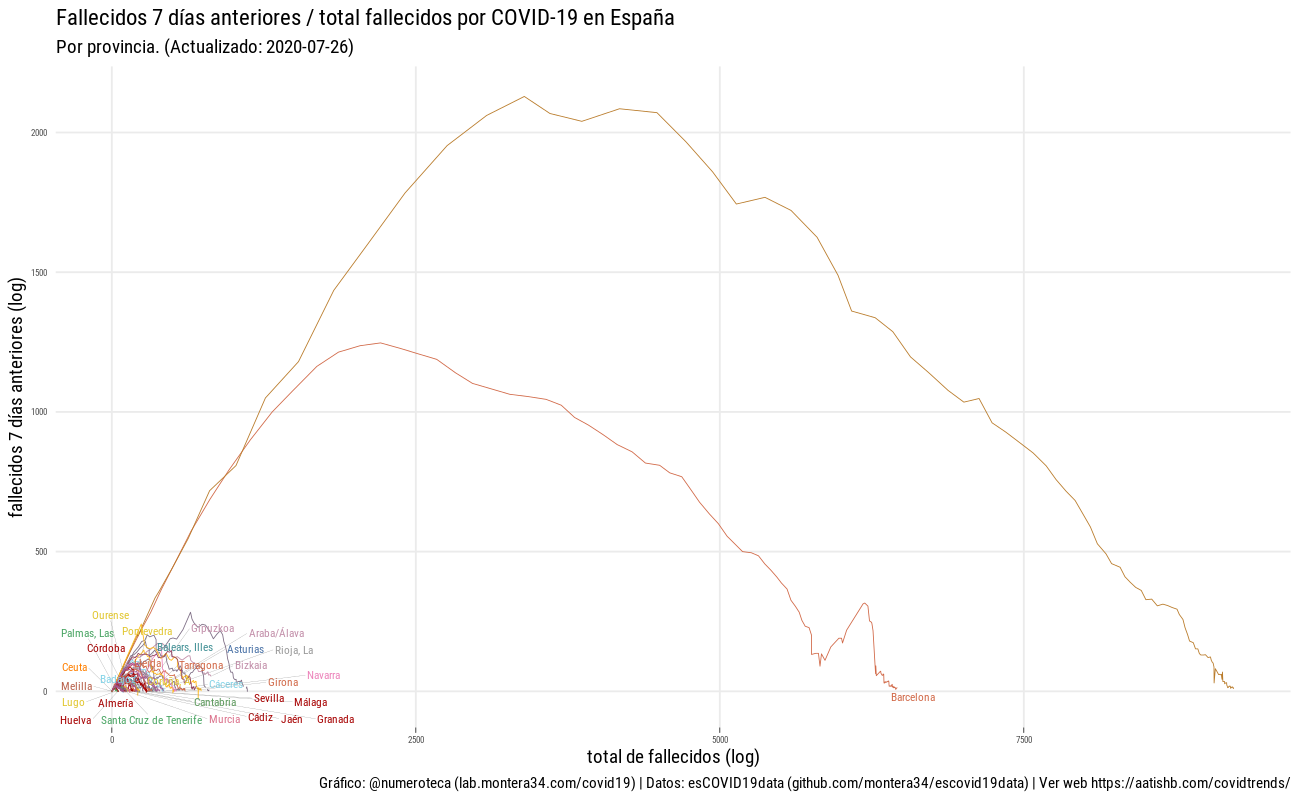 Fallecidos 7 días anteriores / total fallecidos por COVID-19 en España
Por provincia. (Actualizado: 2020-07-26)
fallecidos 7 días anteriores (log)
2000
1500
1000
500
0
Ourense
Palmas, Las
Pontevedra
Gipuzkoa
Araba/Álava
Córdoba
Balears, Illes
Asturias
Rioja, La
Ceuta
Tarragona
Bizkaia
Navarra
Melilla
Cáceres
Girona
Lugo
Almería
Cantabria
Sevilla
Málaga
Barcelona
Huelva
Santa Cruz de Tenerife
Murcia
Cádiz
Jaén
Granada
0
2500
5000
7500
total de fallecidos (log)
Gráfico: @numeroteca (lab.montera34.com/covid19) | Datos: esCOVID19data (github.com/montera34/escovid19data) | Ver web https://aatishb.com/covidtrends/